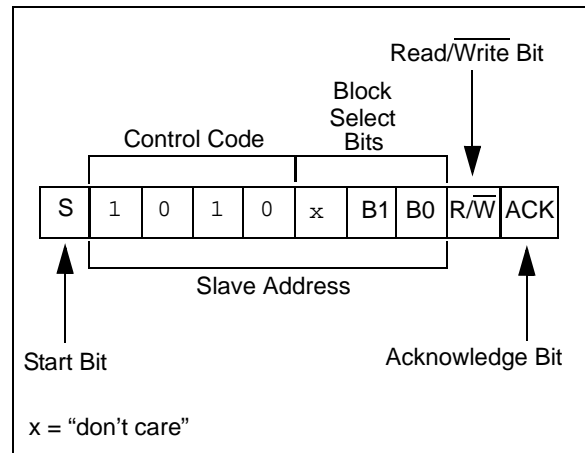 Read/Write Bit
Block
Select
Bits
Control Code
S 1 0 1 0 x B1 B0 R/W ACK
Slave Address
Start Bit
Acknowledge Bit
x = “don’t care”